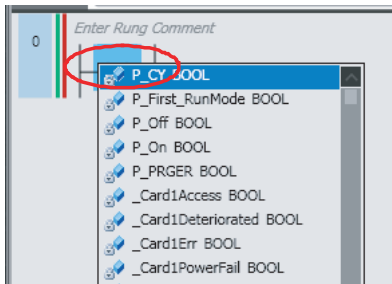 Enter Rung Comment
0
P_CY BOOL
P_First_RunMode BOOL
P_Off BOOL
P_On BOOL
P_PRGER BOOL
_Card1Access BOOL
_Card1Deteriorated BOOL
_Card1Err BOOL
_Card1PowerFail BOOL